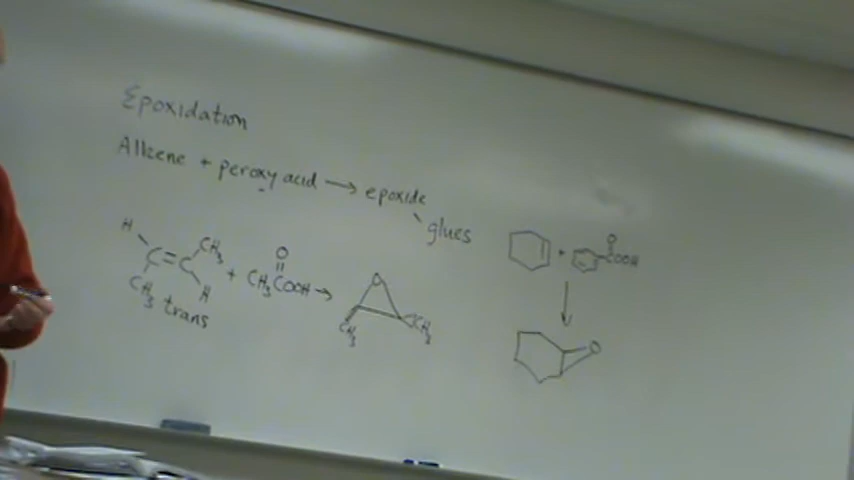 Epoxidation
Alkene + peroxy acid → epoxide
glues
H
C=C
CH3
H
CH3
trans
+
O
CH3COOH →
O
CH3
CH3
+
O
COOH
O